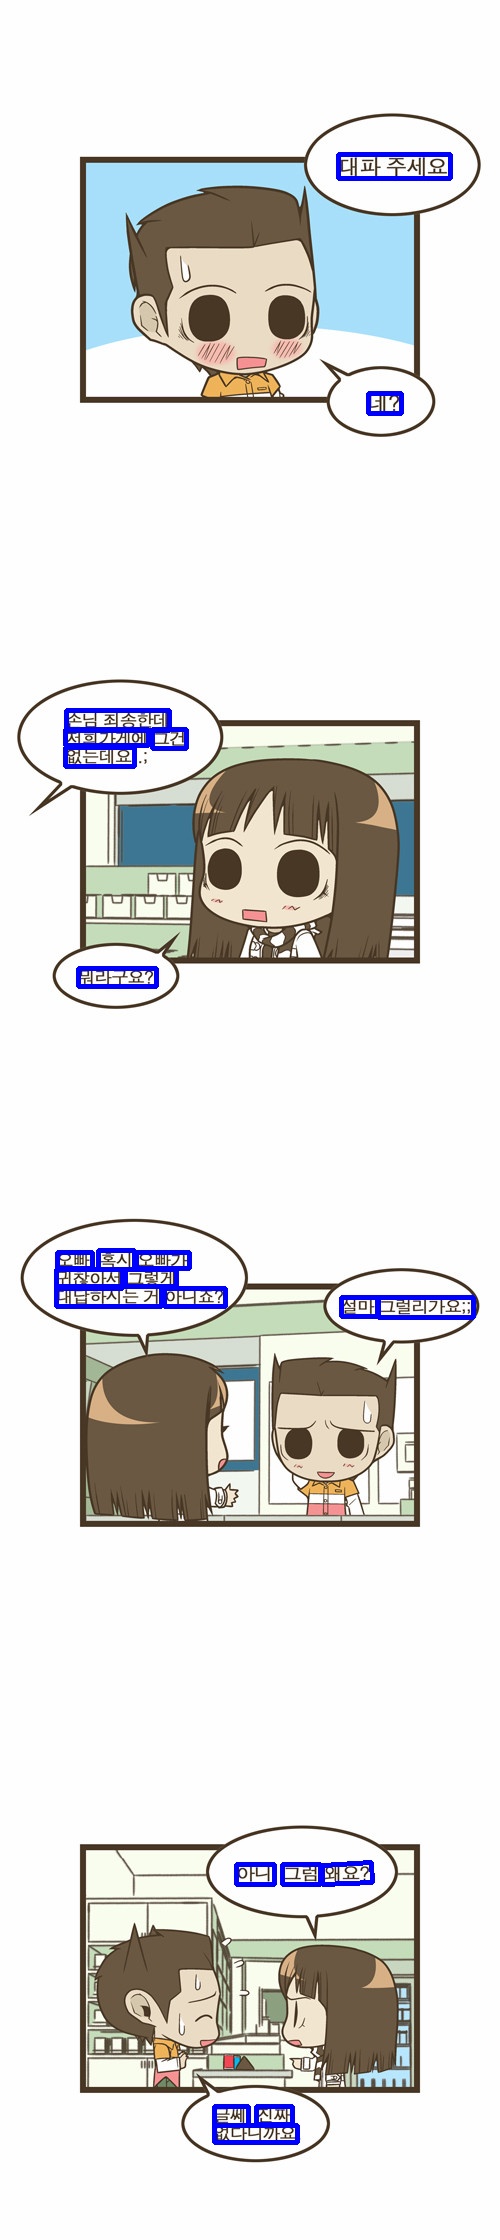 대파 주세요
네?
손님 죄송한데
저희가게에 그건
없는데요.;
뭐라구요?
오빠 혹시 오빠가
귀찮아서 그렇게
대답하시는 거 아니죠?
설마 그럴리가요;;
아니 그럼 왜요?
글쎄 진짜
없다니까요